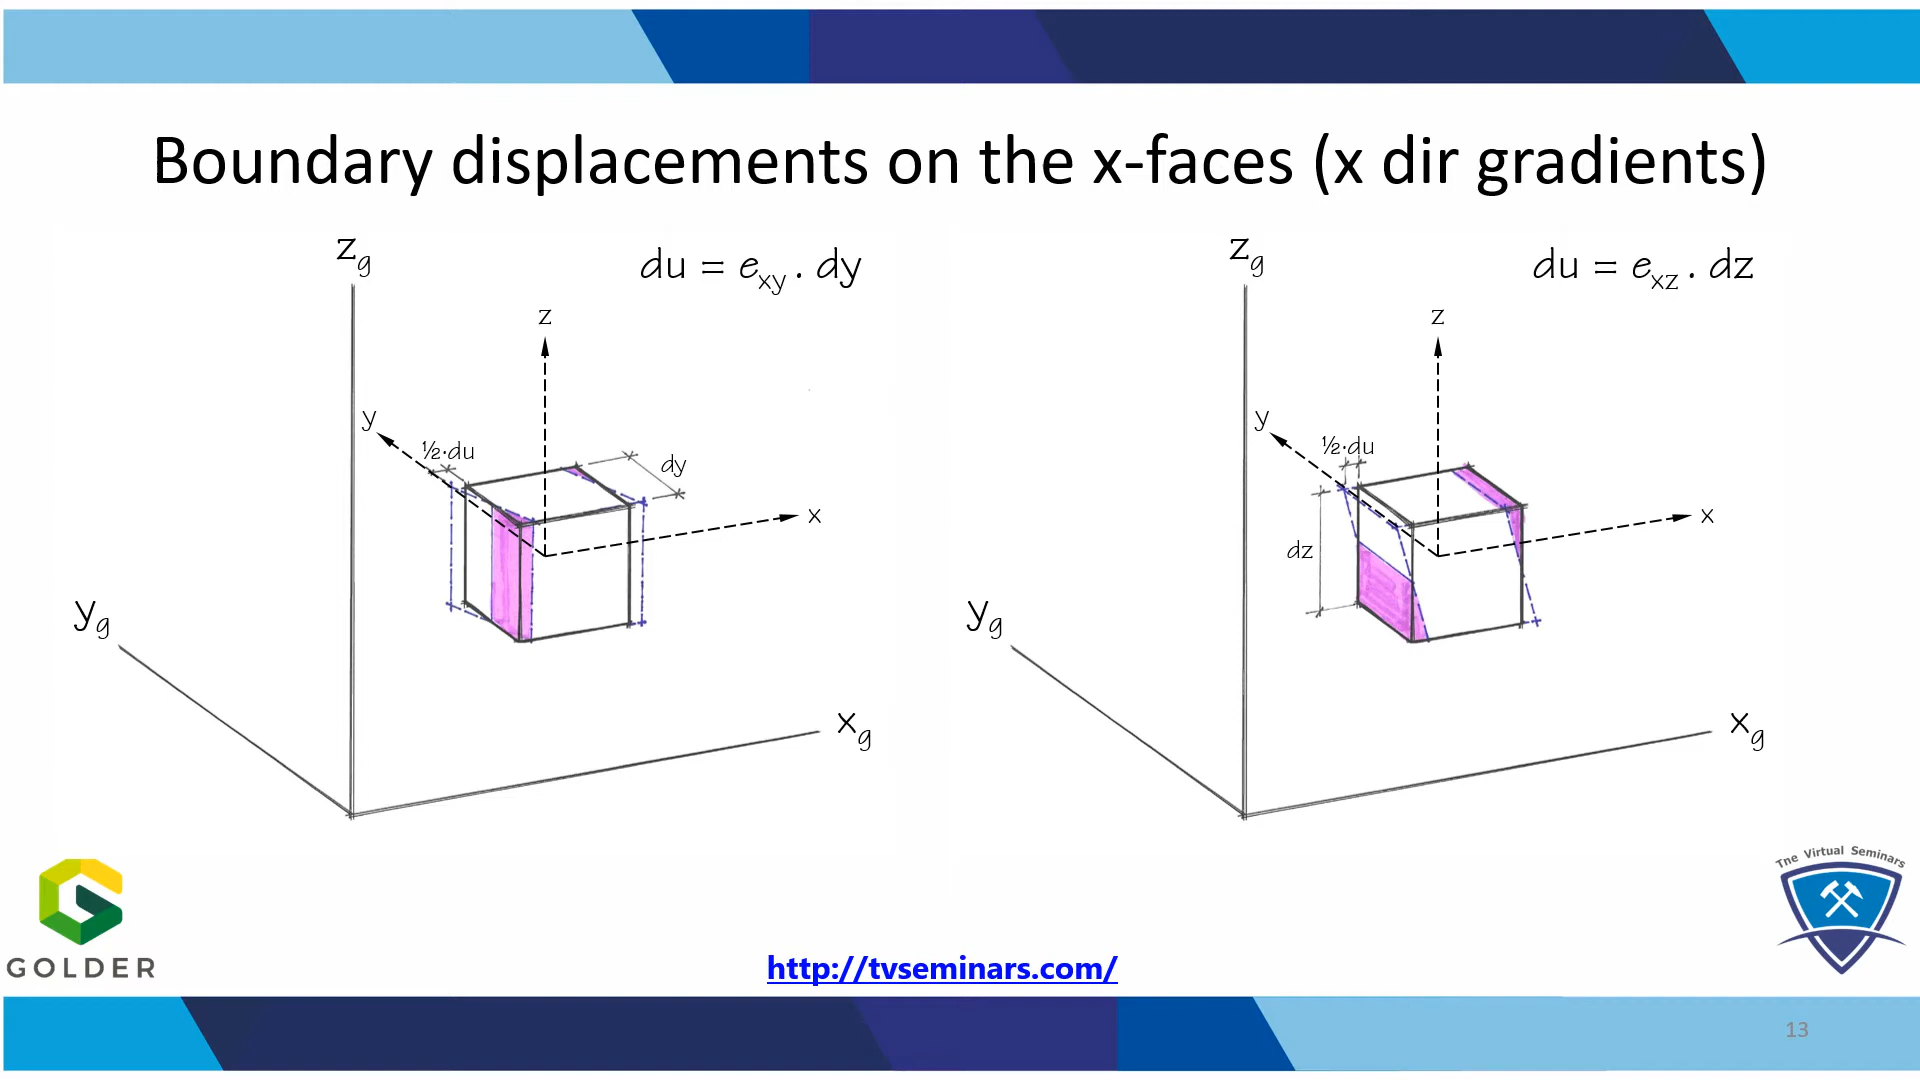 Boundary displacements on the x-faces (x dir gradients)
zg
du = exy . dy
z
y
½·du
dy
x
yg
xg
zg
du = exz . dz
z
y
½·du
dz
x
yg
xg
GOLDER
The Virtual Seminars
http://tvseminars.com/
13